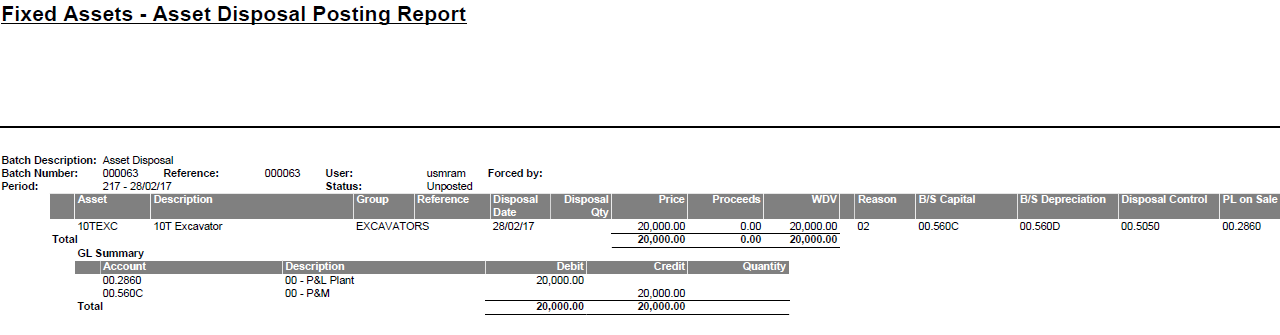 Fixed Assets - Asset Disposal Posting Report
Batch Description: Asset Disposal
Batch Number: 000063 Reference: 000063 User: usmram Forced by:
Period: 217 - 28/02/17 Status: Unposted
Asset Description Group Reference Disposal Date Disposal Qty Price Proceeds WDV Reason B/S Capital B/S Depreciation Disposal Control PL on Sale
10TEXC 10T Excavator EXCAVATORS 28/02/17 20,000.00 0.00 20,000.00 02 00.560C 00.560D 00.5050 00.2860
Total 20,000.00 0.00 20,000.00
GL Summary
Account Description Debit Credit Quantity
00.2860 00 - P&L Plant 20,000.00
00.560C 00 - P&M 20,000.00
Total 20,000.00 20,000.00